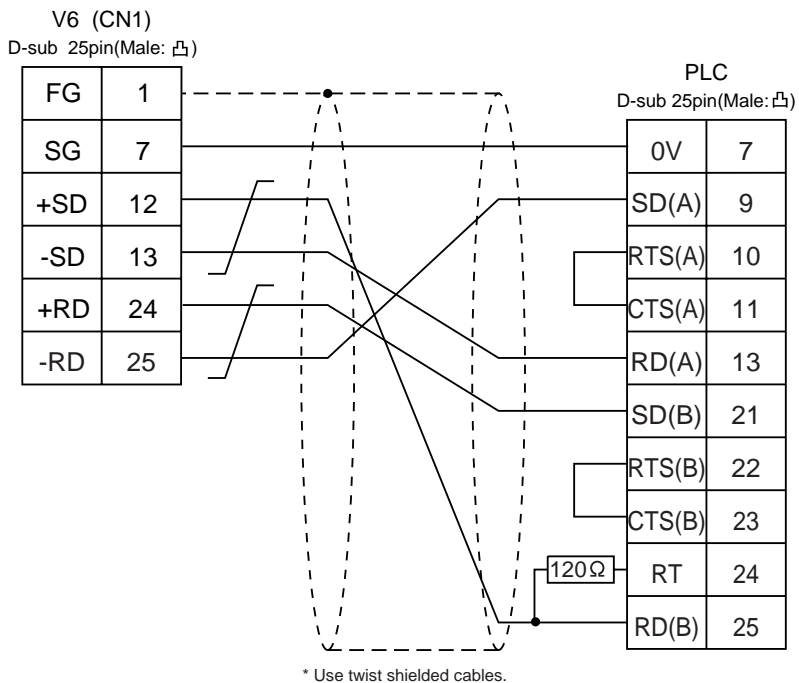 V6 (CN1)
D-sub 25pin(Male: 凸)
FG 1
SG 7
+SD 12
-SD 13
+RD 24
-RD 25
PLC
D-sub 25pin(Male:凸)
0V 7
SD(A) 9
RTS(A) 10
CTS(A) 11
RD(A) 13
SD(B) 21
RTS(B) 22
CTS(B) 23
120Ω
RT 24
RD(B) 25
* Use twist shielded cables.